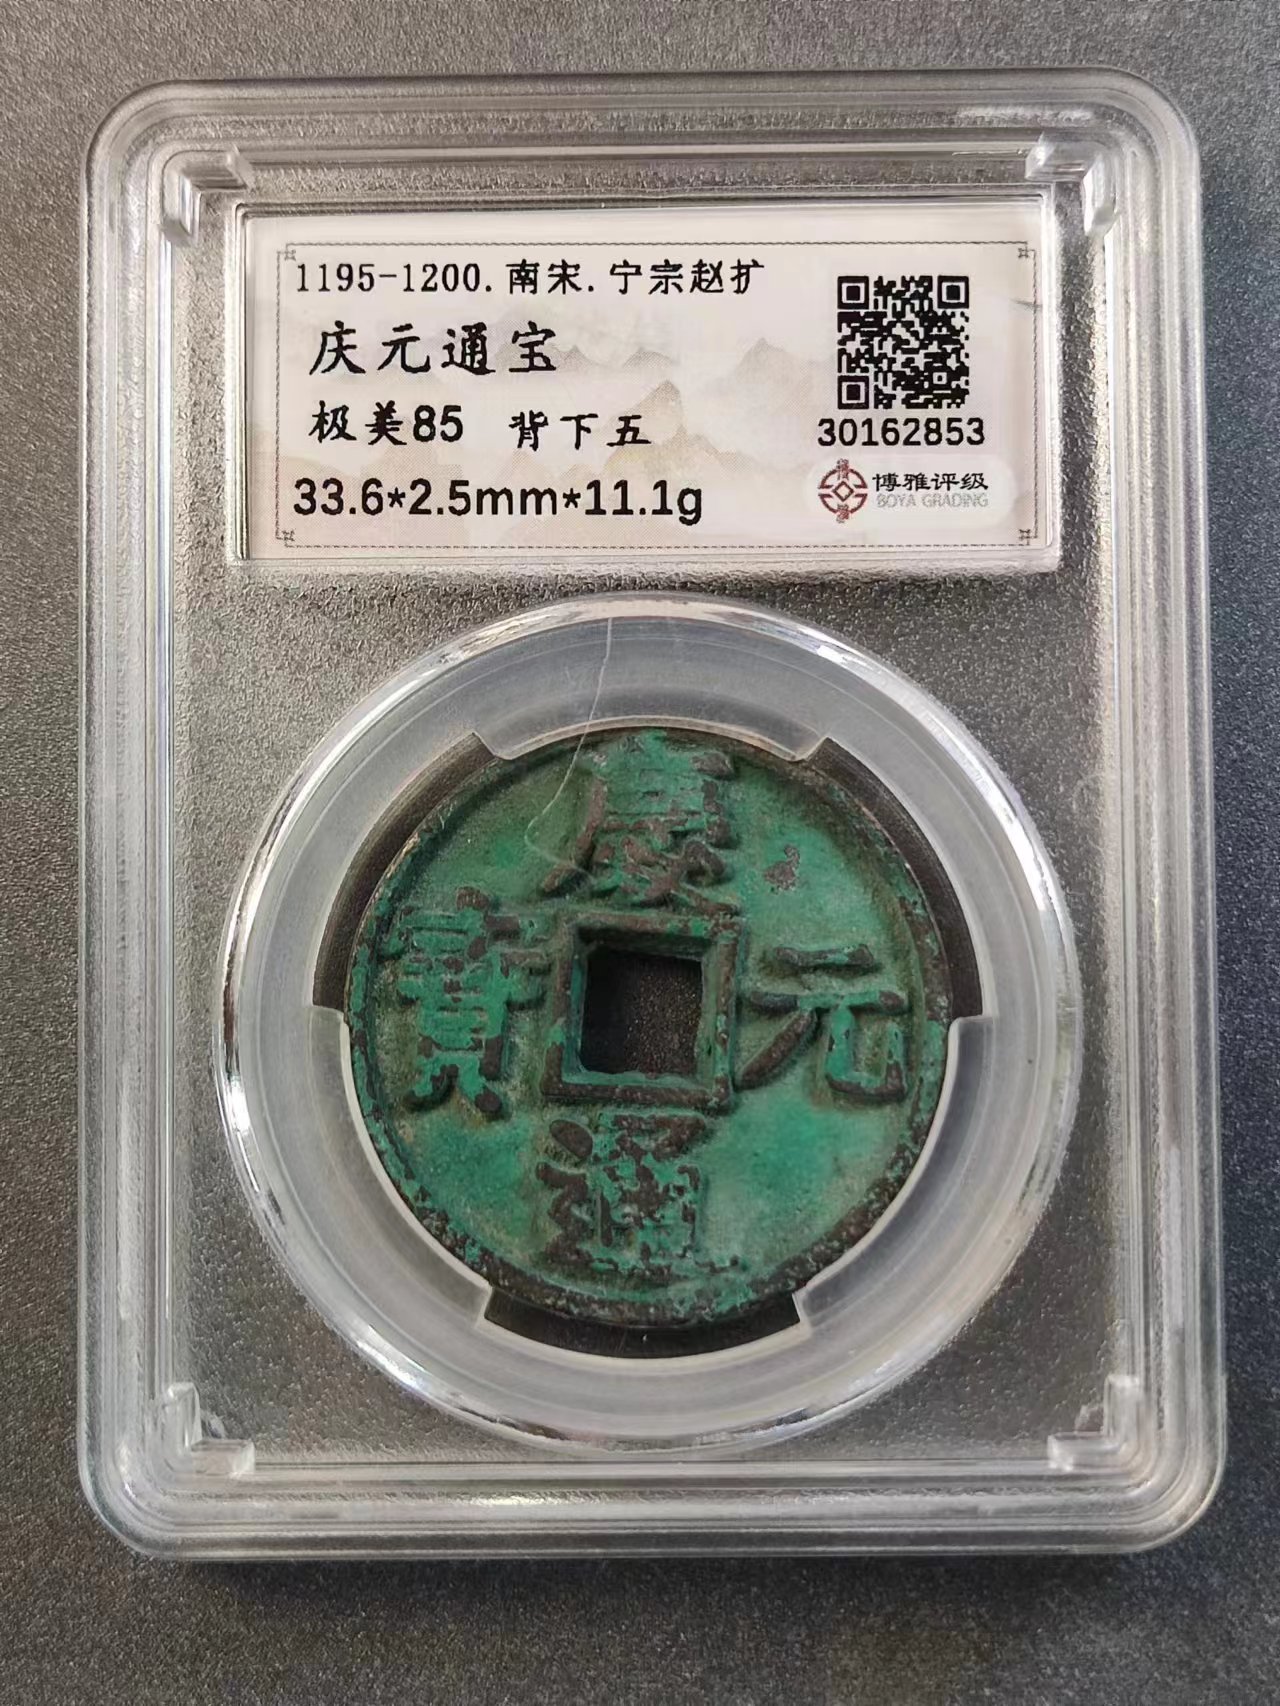 1195-1200.南宋.宁宗赵扩
庆元通宝
极美85 背下五
33.6*2.5mm*11.1g
30162853
博雅评级
BOYA GRADING
慶
寶 元
通